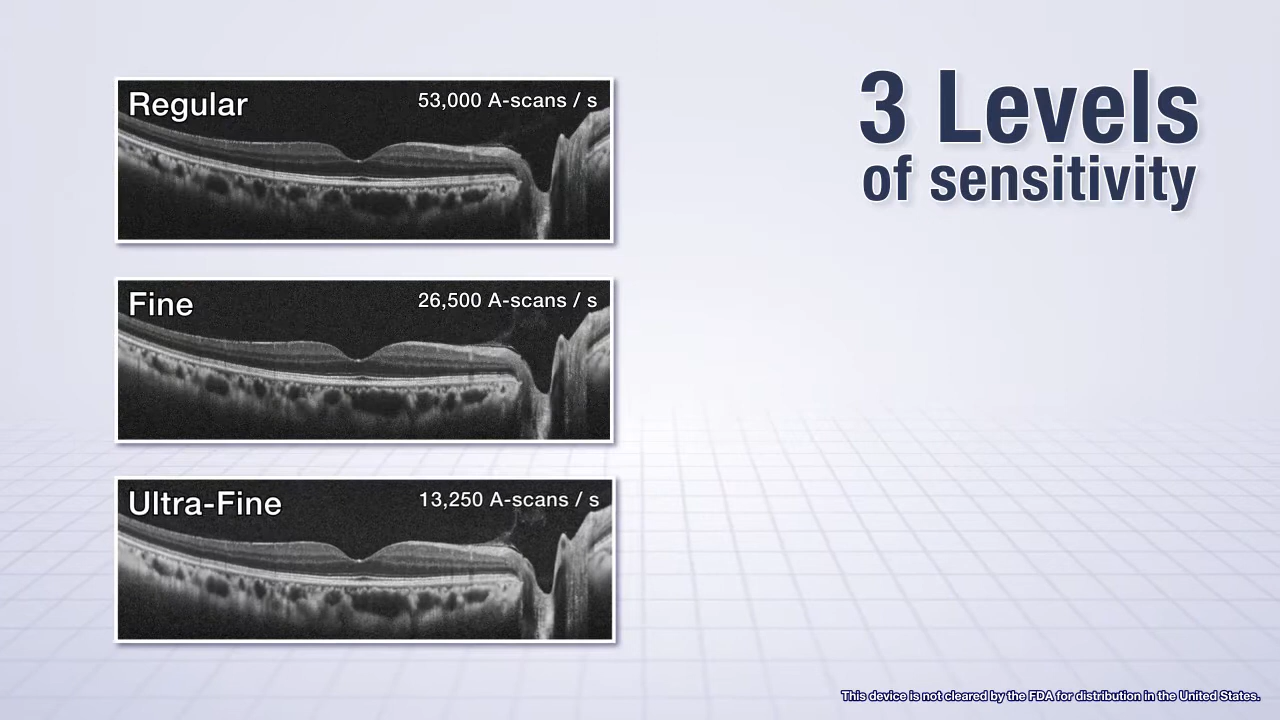 3 Levels
of sensitivity
Regular
53,000 A-scans / s
Fine
26,500 A-scans / s
Ultra-Fine
13,250 A-scans / s
This device is not cleared by the FDA for distribution in the United States.